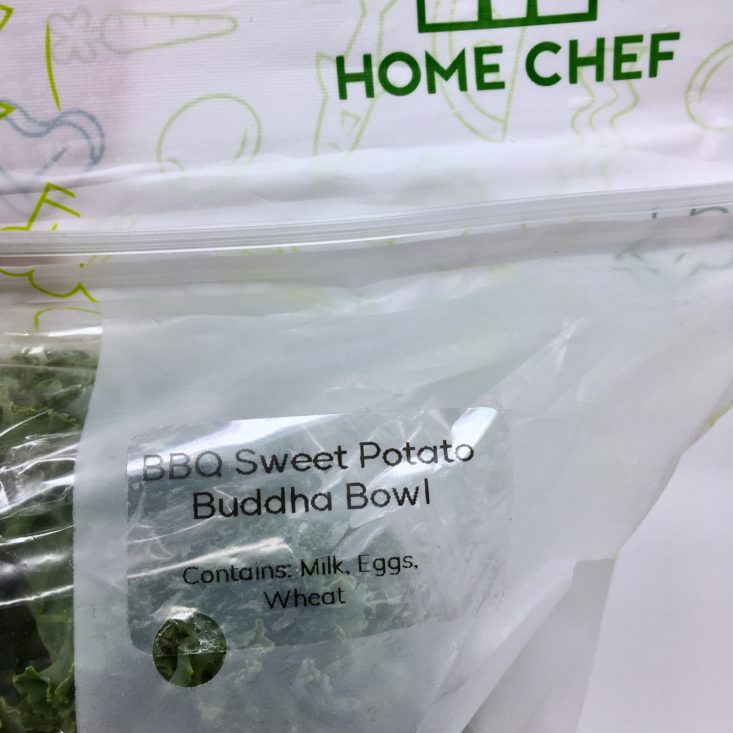 HOME CHEF
BBQ Sweet Potato
Buddha Bowl
Contains: Milk, Eggs,
Wheat